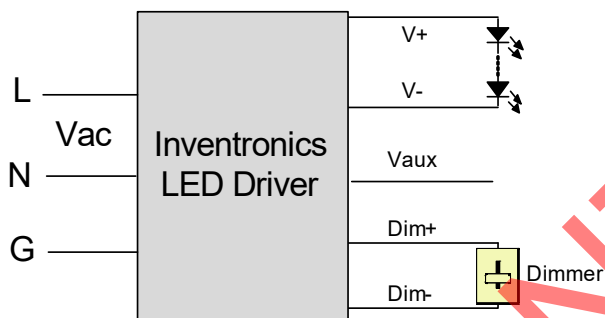 V+
L
V-
Vac
Inventronics
LED Driver
Vaux
N
Dim+
G
Dimmer
Dim-